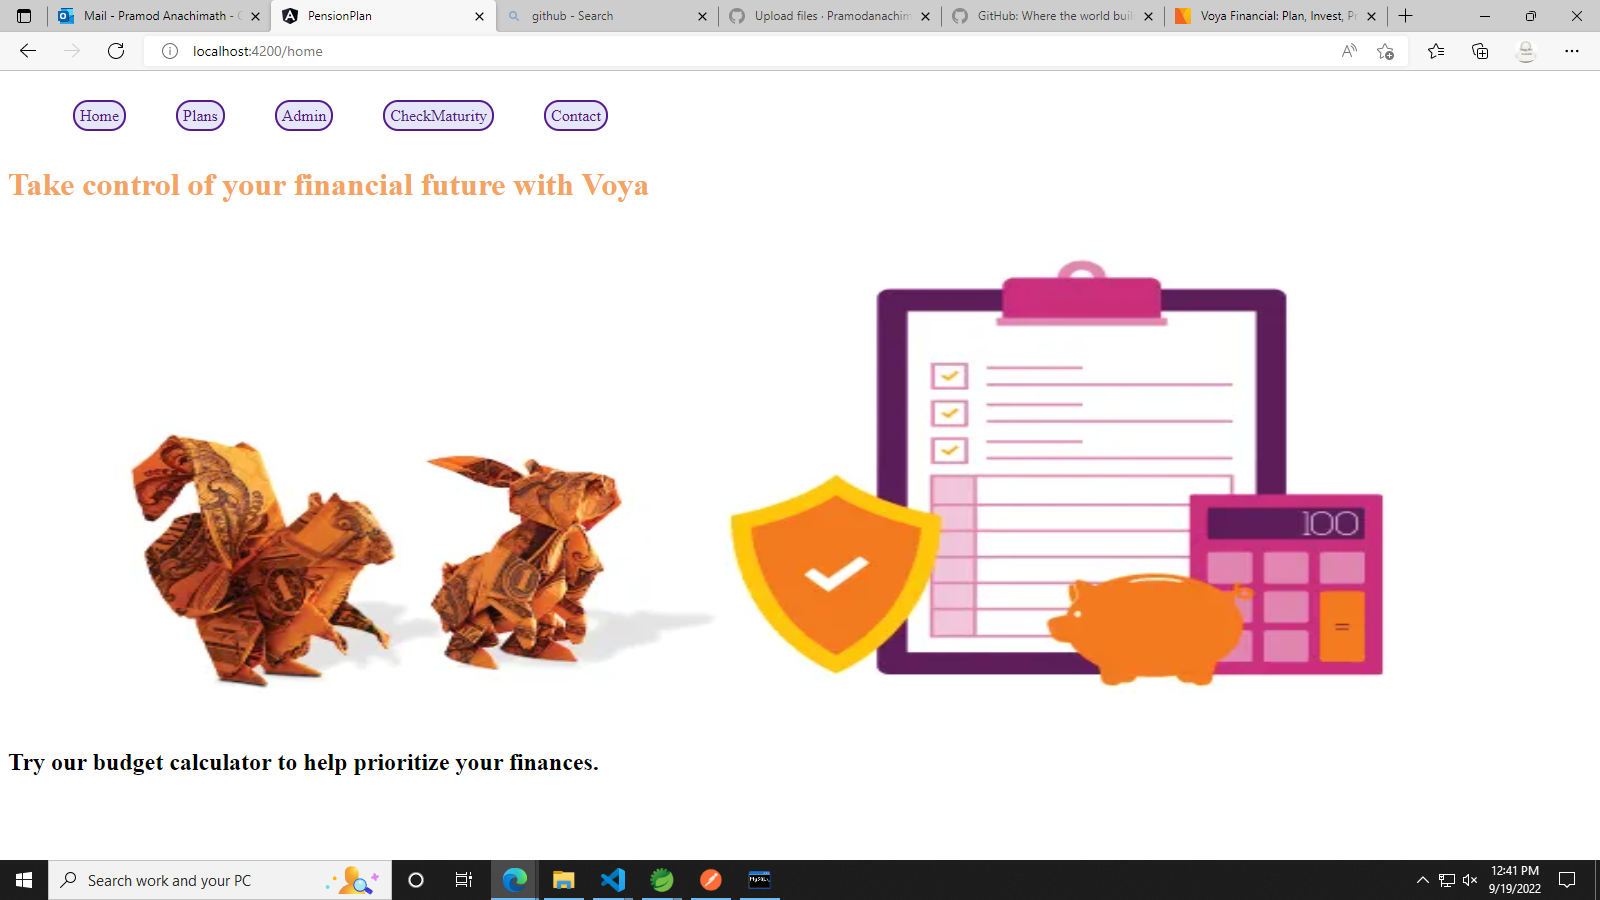 Mail - Pramod Anachimath - O
PensionPlan
github - Search
Upload files · Pramodanachim
GitHub: Where the world buil
Voya Financial: Plan, Invest, Pr
localhost:4200/home
Home Plans Admin CheckMaturity Contact
Take control of your financial future with Voya
100
=
Try our budget calculator to help prioritize your finances.
Search work and your PC
MySQL
12:41 PM
9/19/2022